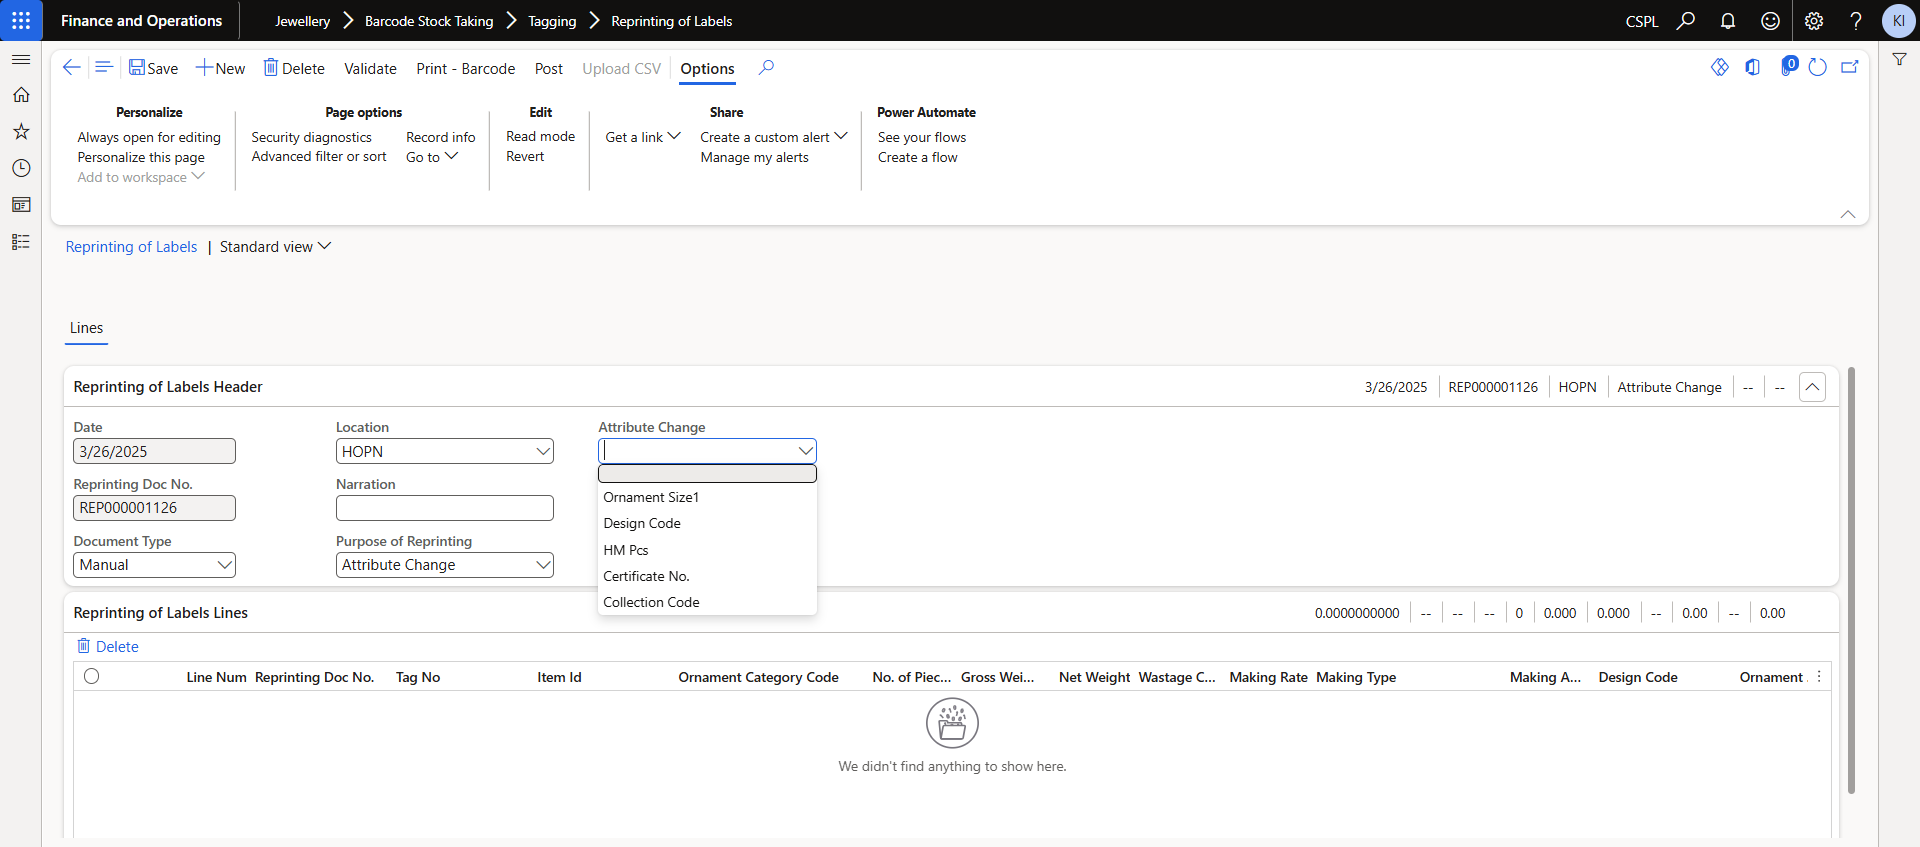 Finance and Operations
Jewellery > Barcode Stock Taking > Tagging > Reprinting of Labels
CSPL
KI
Save
New
Delete
Validate
Print - Barcode
Post
Upload CSV
Options
0
Personalize
Always open for editing
Personalize this page
Add to workspace
Page options
Security diagnostics
Advanced filter or sort
Record info
Go to
Edit
Read mode
Revert
Share
Get a link
Create a custom alert
Manage my alerts
Power Automate
See your flows
Create a flow
Reprinting of Labels | Standard view
Lines
Reprinting of Labels Header
3/26/2025 | REP000001126 | HOPN | Attribute Change | -- | --
Date
3/26/2025
Reprinting Doc No.
REP000001126
Document Type
Manual
Location
HOPN
Narration
Purpose of Reprinting
Attribute Change
Attribute Change
Ornament Size1
Design Code
HM Pcs
Certificate No.
Collection Code
Reprinting of Labels Lines
0.0000000000 | -- | -- | -- | 0 | 0.000 | 0.000 | -- | 0.00 | -- | 0.00
Delete
Line Num Reprinting Doc No. Tag No Item Id Ornament Category Code No. of Piec... Gross Wei... Net Weight Wastage C... Making Rate Making Type Making A... Design Code Ornament
We didn't find anything to show here.